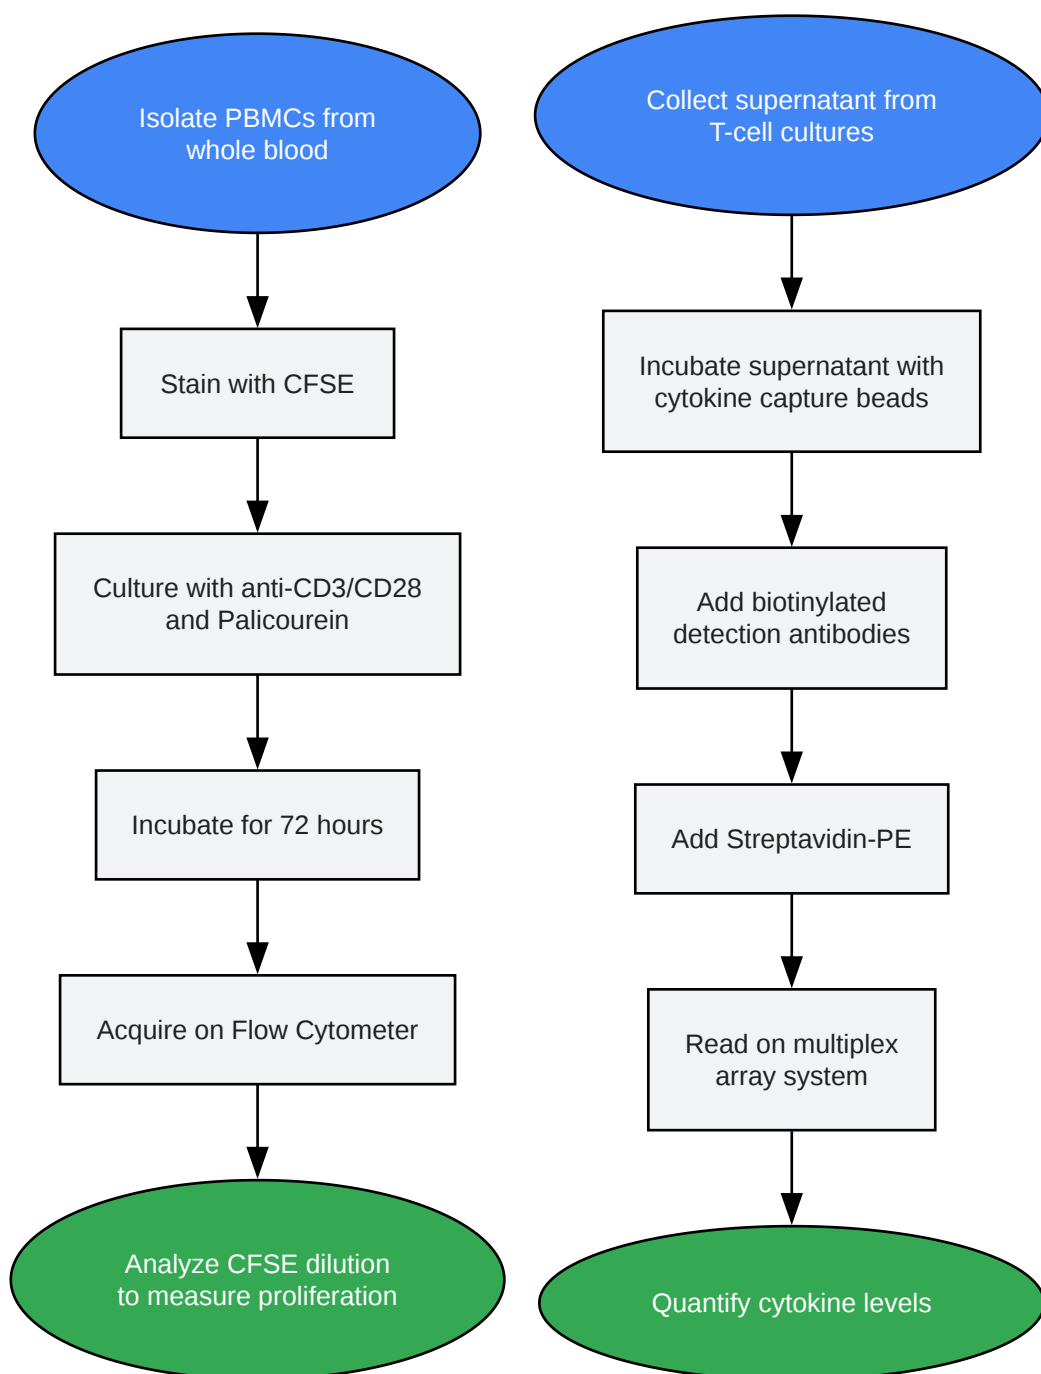 Isolate PBMCs from
whole blood
Stain with CFSE
Culture with anti-CD3/CD28
and Palicourein
Incubate for 72 hours
Acquire on Flow Cytometer
Analyze CFSE dilution
to measure proliferation
Collect supernatant from
T-cell cultures
Incubate supernatant with
cytokine capture beads
Add biotinylated
detection antibodies
Add Streptavidin-PE
Read on multiplex
array system
Quantify cytokine levels